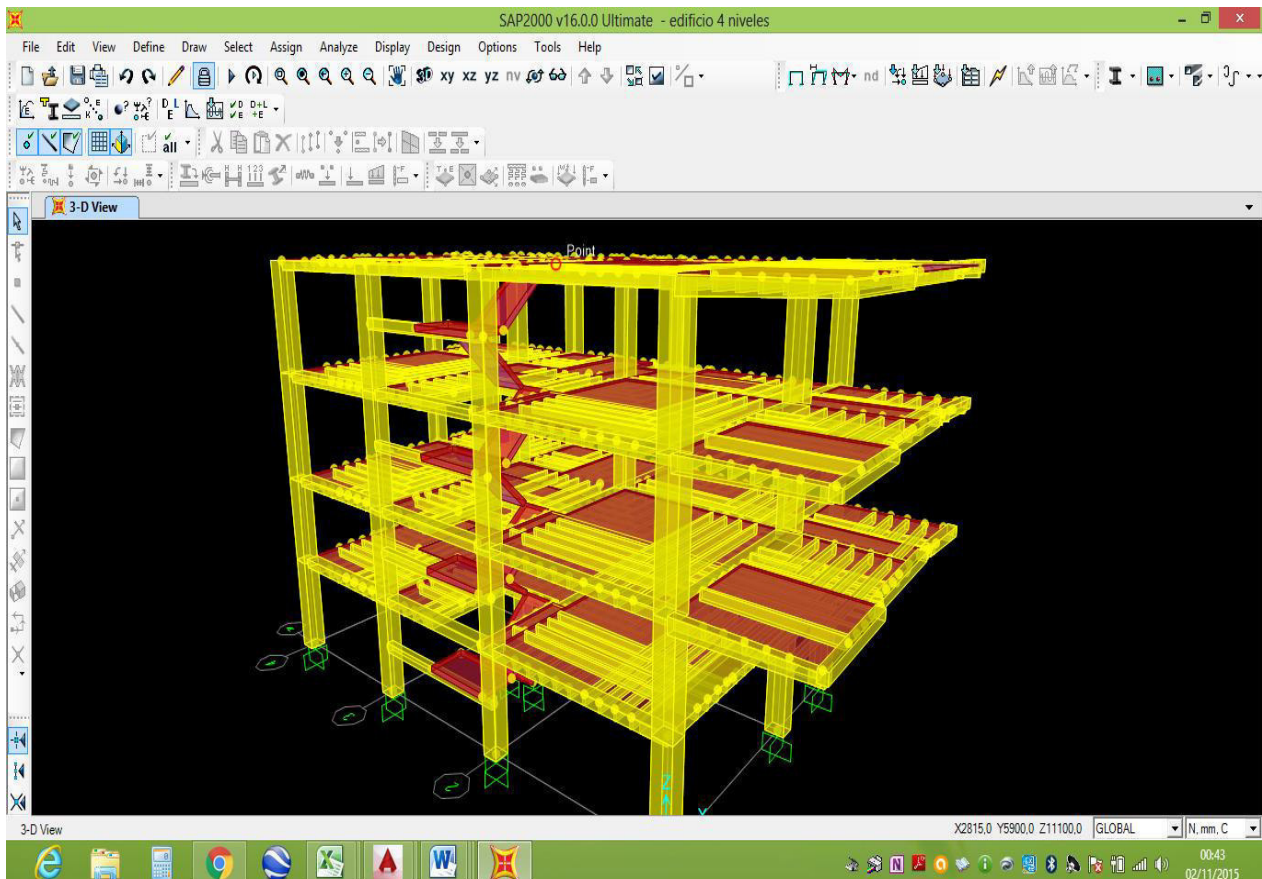 SAP2000 v16.0.0 Ultimate - edificio 4 niveles
File Edit View Define Draw Select Assign Analyze Display Design Options Tools Help
xy xz yz nv nd
all
3-D View
Point
Z
3-D View X2815,0 Y5900,0 Z11100,0 GLOBAL N, mm, C
00:43
02/11/2015